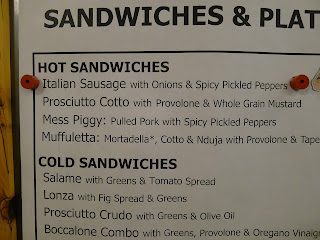 SANDWICHES & PLAT
HOT SANDWICHES
Italian Sausage with Onions & Spicy Pickled Peppers
Prosciutto Cotto with Provolone & Whole Grain Mustard
Mess Piggy: Pulled Pork with Spicy Pickled Peppers
Muffuletta: Mortadella*, Cotto & Nduja with Provolone & Tape
COLD SANDWICHES
Salame with Greens & Tomato Spread
Lonza with Fig Spread & Greens
Prosciutto Crudo with Greens & Olive Oil
Boccalone Combo with Greens, Provolone & Oregano Vinaig